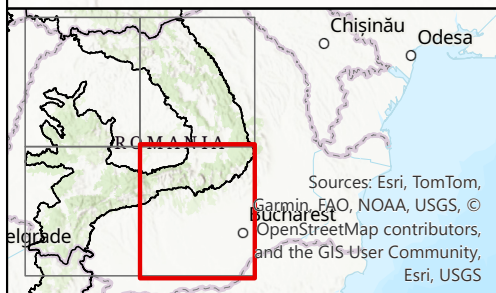 Chișinău
Odesa
ROMANIA
Bucharest
elgrade
Sources: Esri, TomTom,
Garmin, FAO, NOAA, USGS, ©
OpenStreetMap contributors,
and the GIS User Community,
Esri, USGS